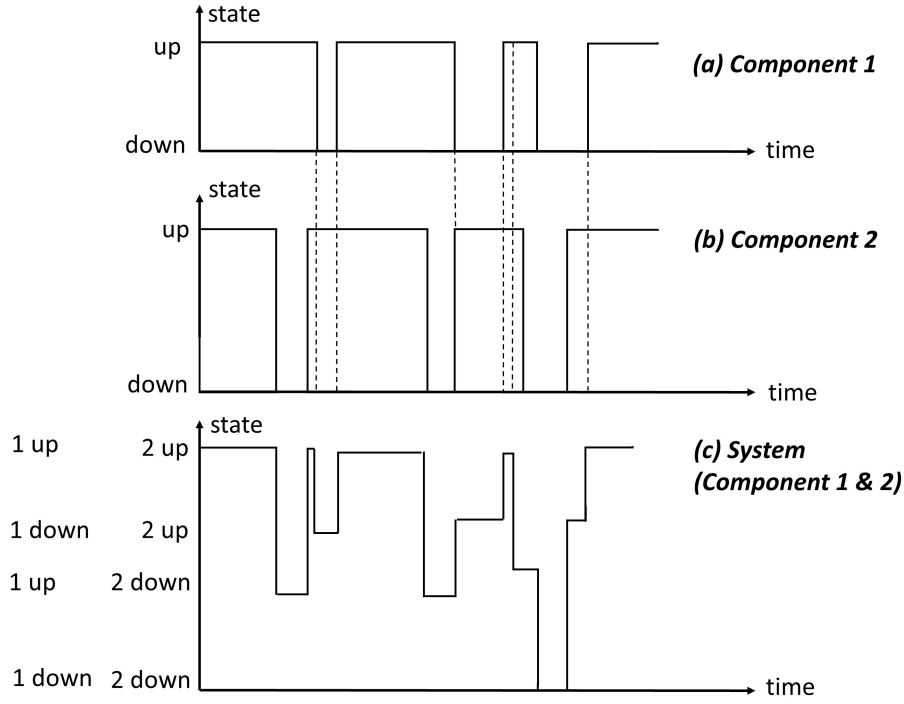 state
up
(a) Component 1
down
time
state
up
(b) Component 2
down
time
state
1 up 2 up
(c) System
(Component 1 & 2)
1 down 2 up
1 up 2 down
1 down 2 down
time